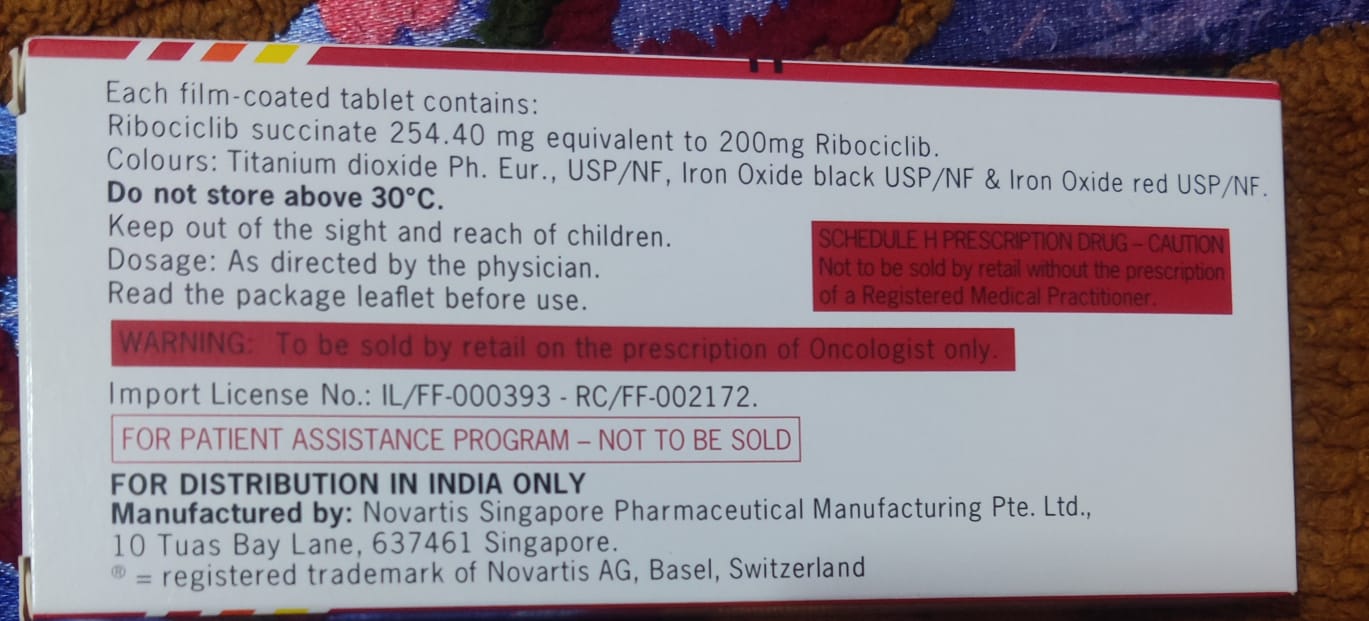 Each film-coated tablet contains:
Ribociclib succinate 254.40 mg equivalent to 200mg Ribociclib.
Colours: Titanium dioxide Ph. Eur., USP/NF, Iron Oxide black USP/NF & Iron Oxide red USP/NF.
Do not store above 30°C.
Keep out of the sight and reach of children.
Dosage: As directed by the physician.
Read the package leaflet before use.
SCHEDULE H PRESCRIPTION DRUG – CAUTION
Not to be sold by retail without the prescription
of a Registered Medical Practitioner.
WARNING: To be sold by retail on the prescription of Oncologist only.
Import License No.: IL/FF-000393 - RC/FF-002172.
FOR PATIENT ASSISTANCE PROGRAM – NOT TO BE SOLD
FOR DISTRIBUTION IN INDIA ONLY
Manufactured by: Novartis Singapore Pharmaceutical Manufacturing Pte. Ltd.,
10 Tuas Bay Lane, 637461 Singapore.
® = registered trademark of Novartis AG, Basel, Switzerland